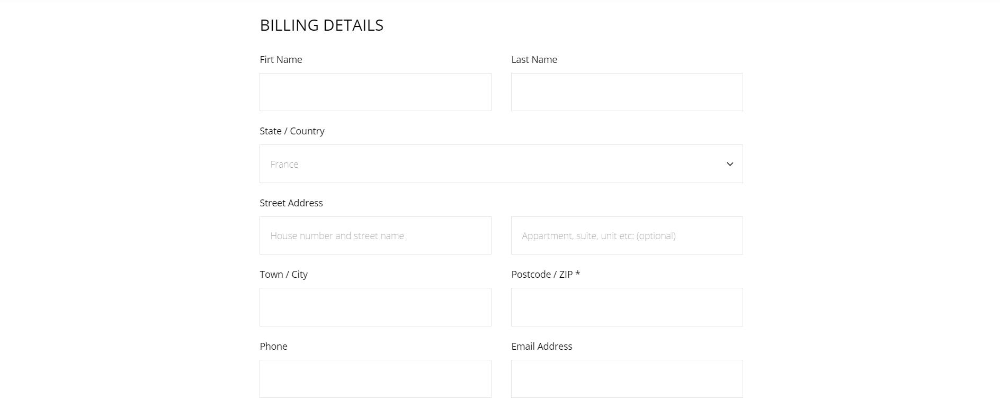 BILLING DETAILS
Firt Name
Last Name
State / Country
France
Street Address
House number and street name
Appartment, suite, unit etc: (optional)
Town / City
Postcode / ZIP *
Phone
Email Address